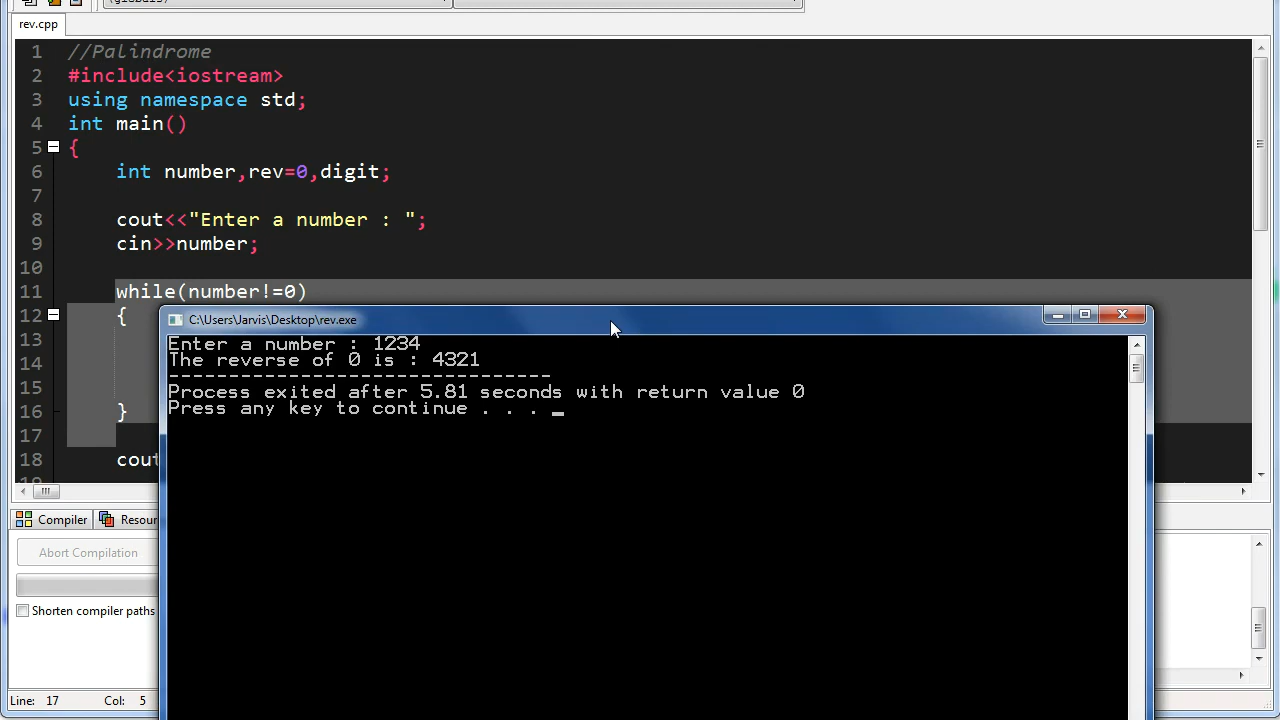 rev.cpp
1 //Palindrome
2 #include<iostream>
3 using namespace std;
4 int main()
5 {
6 int number,rev=0,digit;
7
8 cout<<"Enter a number : ";
9 cin>>number;
10
11 while(number!=0)
12 {
C:\Users\Jarvis\Desktop\rev.exe
13
Enter a number : 1234
14
The reverse of 0 is : 4321
--------------------------------
15
Process exited after 5.81 seconds with return value 0
16 }
Press any key to continue . . .
17
18
Compiler
Abort Compilation
Shorten compiler paths
Line: 17 Col: 5